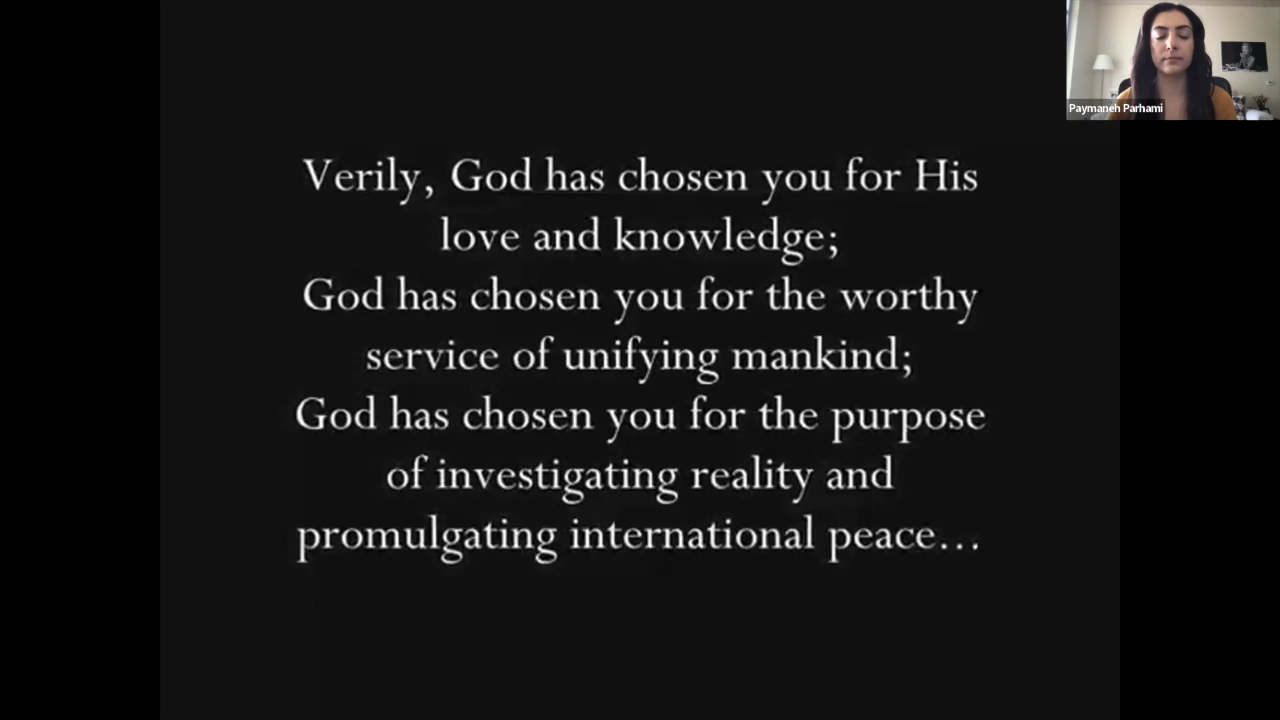 Paymaneh Parhami
Verily, God has chosen you for His
love and knowledge;
God has chosen you for the worthy
service of unifying mankind;
God has chosen you for the purpose
of investigating reality and
promulgating international peace…